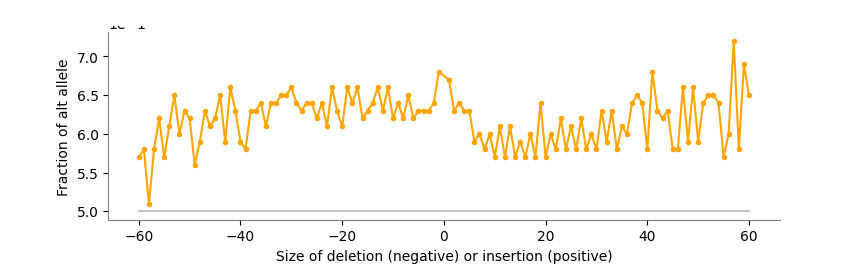 7.0
6.5
6.0
5.5
5.0
Fraction of alt allele
−60 −40 −20 0 20 40 60
Size of deletion (negative) or insertion (positive)